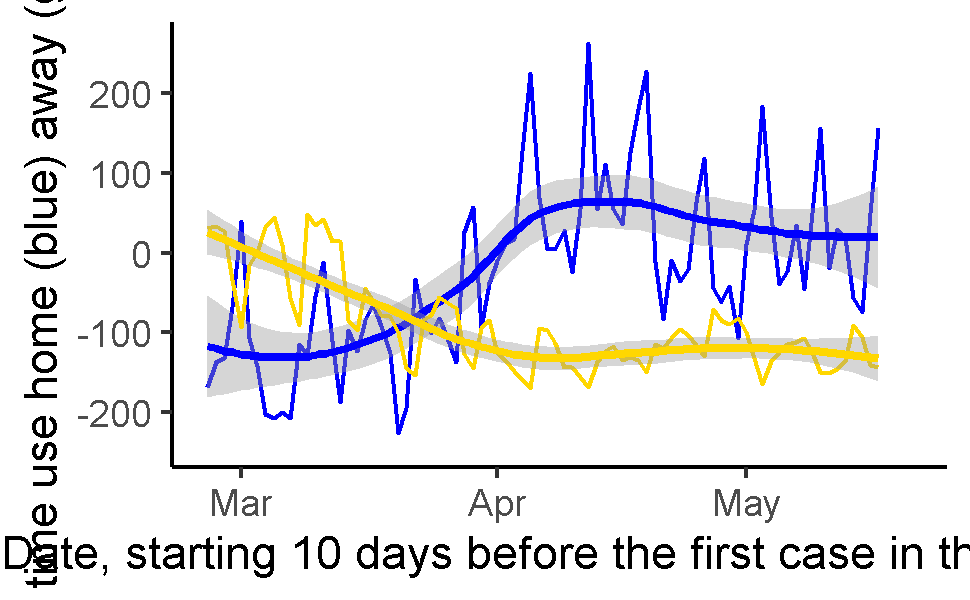 time use home (blue) away (
200
100
0
-100
-200
Mar Apr May
Date, starting 10 days before the first case in th